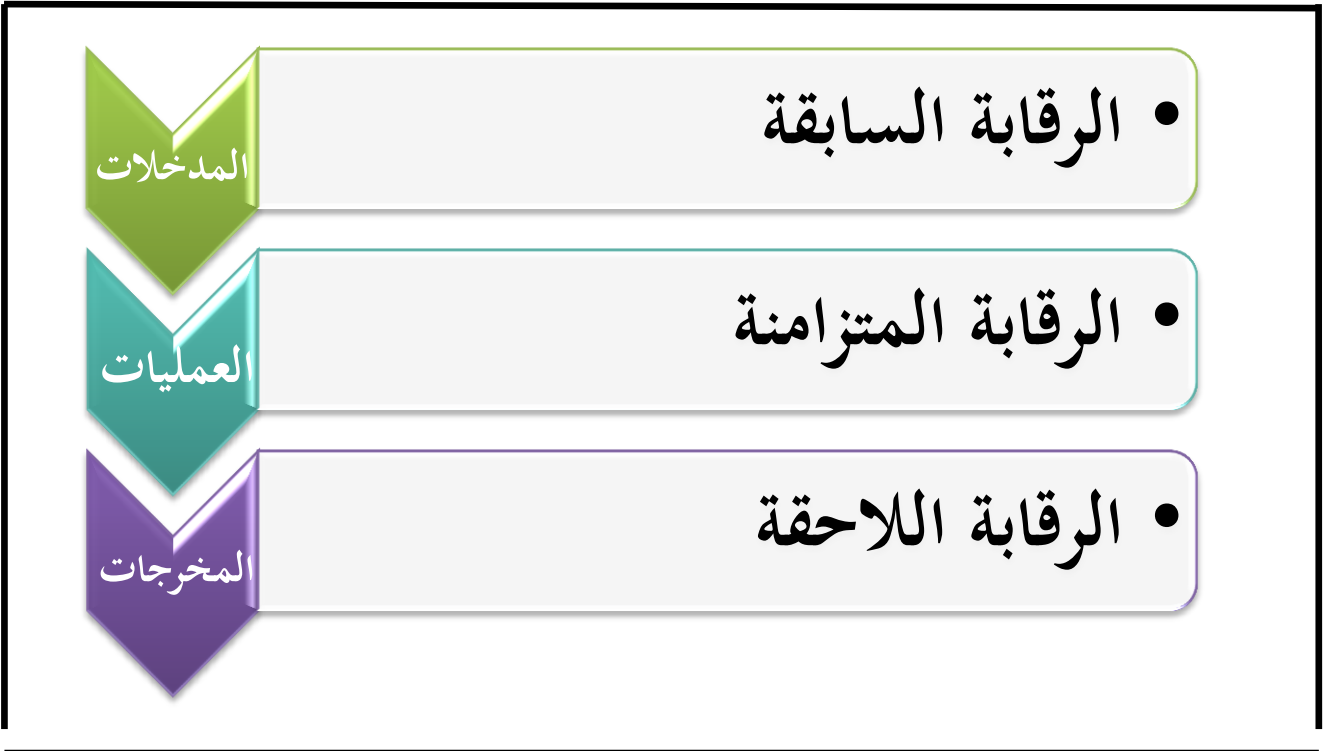 • الرقابة السابقة
المدخلات
• الرقابة المتزامنة
العمليات
• الرقابة اللاحقة
المخرجات